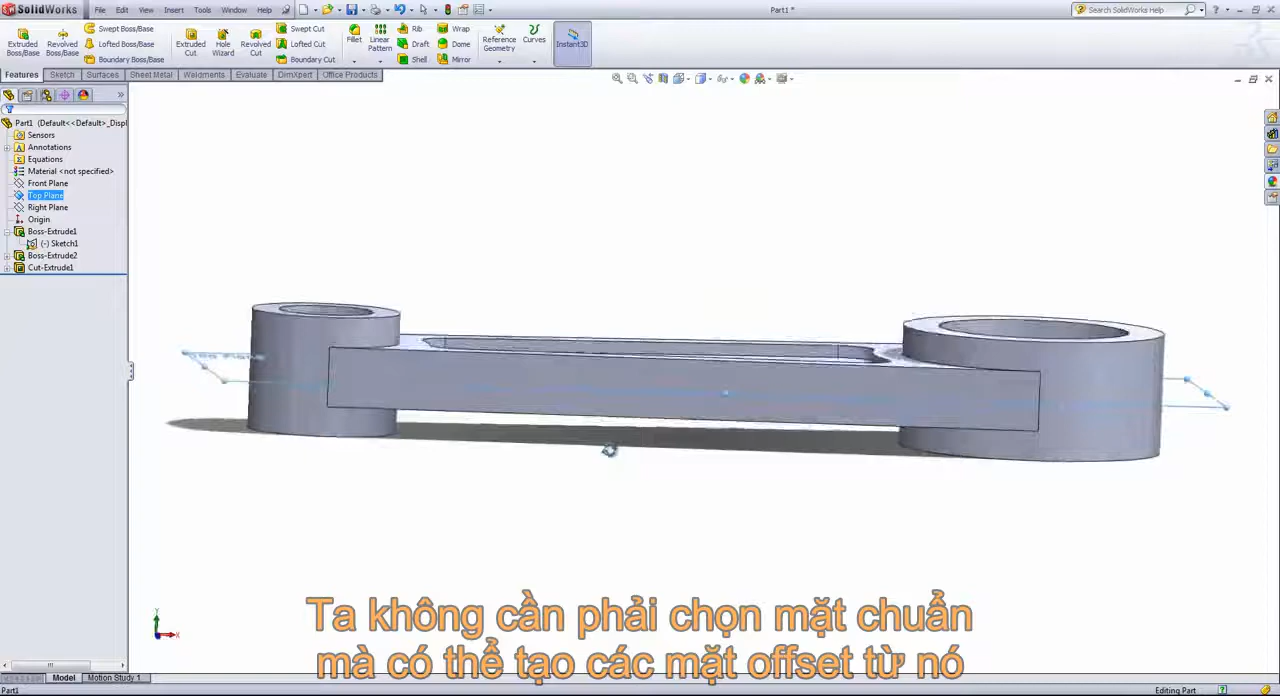 SolidWorks File Edit View Insert Tools Window Help Part1 * Search SolidWorks Help
Extruded Boss/Base
Revolved Boss/Base
Swept Boss/Base
Lofted Boss/Base
Boundary Boss/Base
Extruded Cut
Hole Wizard
Revolved Cut
Swept Cut
Lofted Cut
Boundary Cut
Fillet
Linear Pattern
Rib
Draft
Shell
Wrap
Dome
Mirror
Reference Geometry
Curves
Instant3D
Features Sketch Surfaces Sheet Metal Weldments Evaluate DimXpert Office Products
Part1 (Default<<Default>_Displ
Sensors
Annotations
Equations
Material <not specified>
Front Plane
Top Plane
Right Plane
Origin
Boss-Extrude1
(-) Sketch1
Boss-Extrude2
Cut-Extrude1
Y
X
Ta không cần phải chọn mặt chuẩn
mà có thể tạo các mặt offset từ nó
Model Motion Study 1
Part1 Editing Part